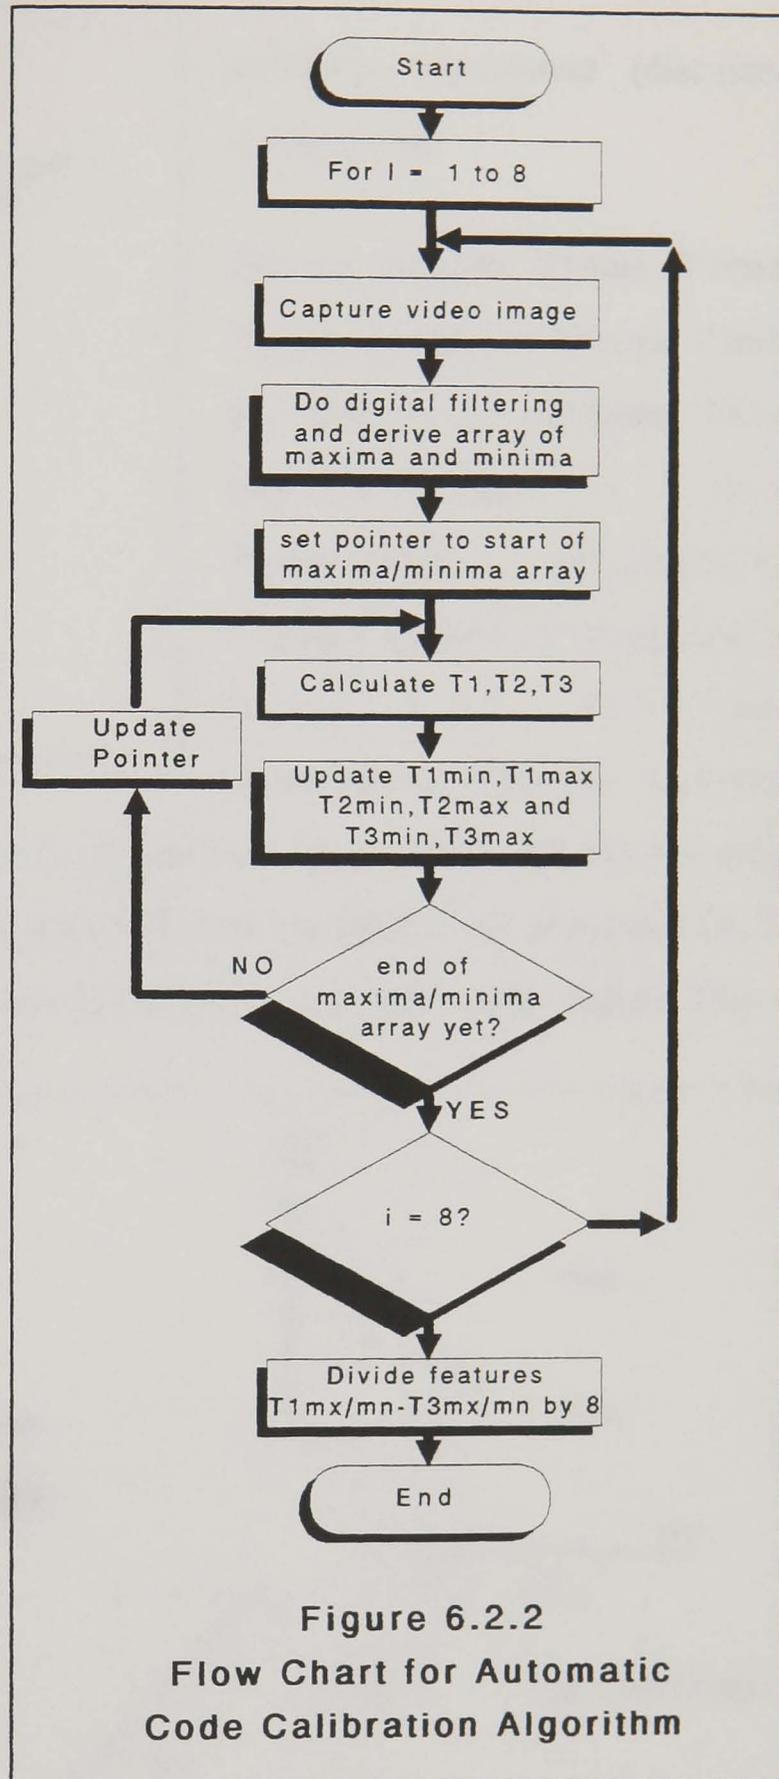 Start
For I = 1 to 8
Capture video image
Do digital filtering
and derive array of
maxima and minima
set pointer to start of
maxima/minima array
Calculate T1,T2,T3
Update
Pointer
Update T1min,T1max
T2min,T2max and
T3min,T3max
NO
end of
maxima/minima
array yet?
YES
i = 8?
Divide features
T1mx/mn-T3mx/mn by 8
End
Figure 6.2.2
Flow Chart for Automatic
Code Calibration Algorithm